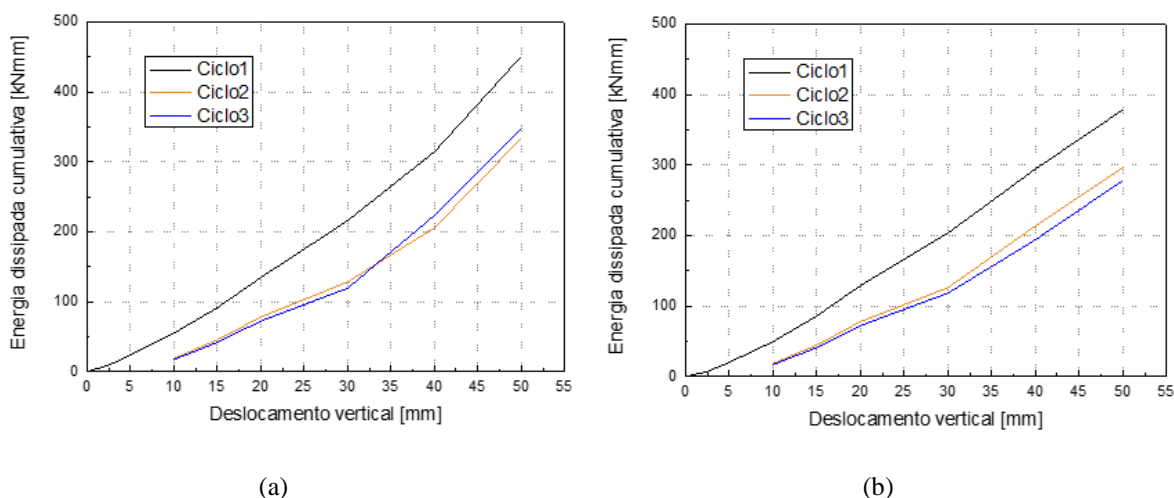 Energia dissipada cumulativa [kNmm]
500
400
300
200
100
0
Ciclo1
Ciclo2
Ciclo3
0 5 10 15 20 25 30 35 40 45 50 55
Deslocamento vertical [mm]
(a)
Energia dissipada cumulativa [kNmm]
500
400
300
200
100
0
Ciclo1
Ciclo2
Ciclo3
0 5 10 15 20 25 30 35 40 45 50 55
Deslocamento vertical [mm]
(b)